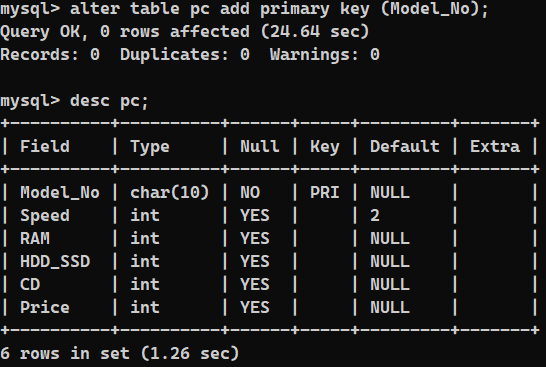 mysql> alter table pc add primary key (Model_No);
Query OK, 0 rows affected (24.64 sec)
Records: 0  Duplicates: 0  Warnings: 0

mysql> desc pc;
+----------+----------+------+-----+---------+-------+
| Field    | Type     | Null | Key | Default | Extra |
+----------+----------+------+-----+---------+-------+
| Model_No | char(10) | NO   | PRI | NULL    |       |
| Speed    | int      | YES  |     | 2       |       |
| RAM      | int      | YES  |     | NULL    |       |
| HDD_SSD  | int      | YES  |     | NULL    |       |
| CD       | int      | YES  |     | NULL    |       |
| Price    | int      | YES  |     | NULL    |       |
+----------+----------+------+-----+---------+-------+
6 rows in set (1.26 sec)